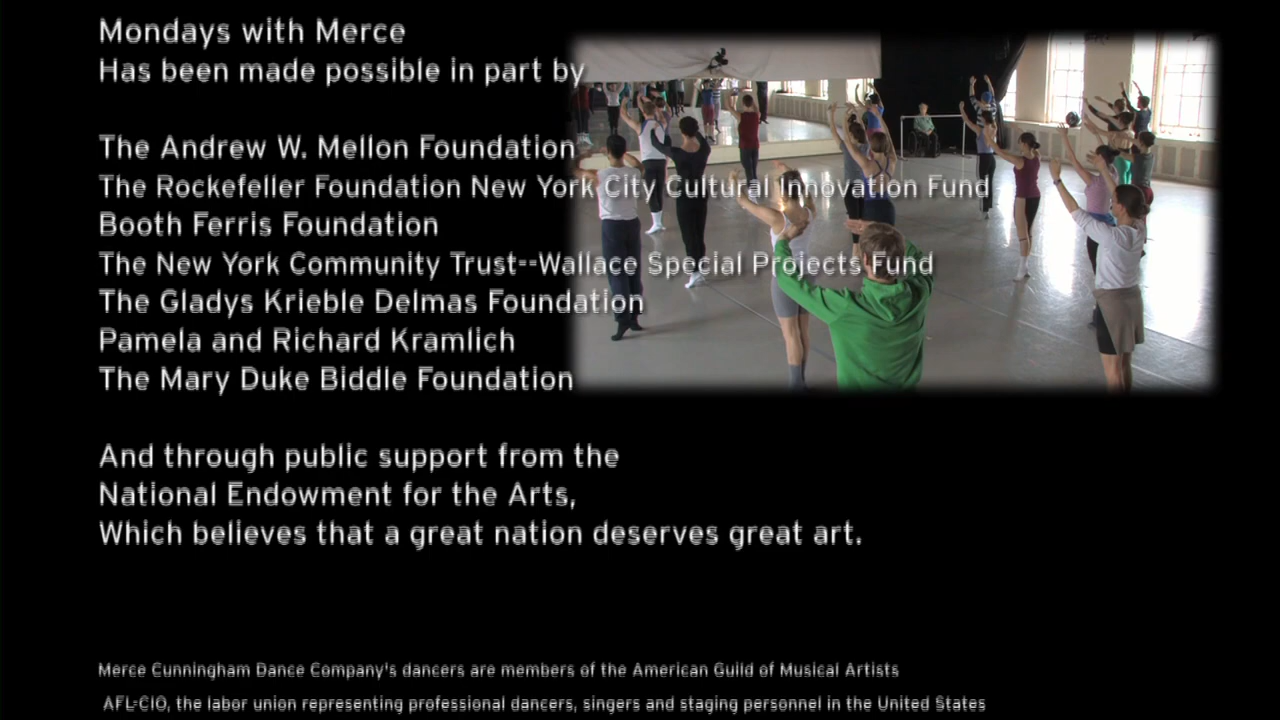 Mondays with Merce
Has been made possible in part by
The Andrew W. Mellon Foundation
The Rockefeller Foundation New York City Cultural Innovation Fund
Booth Ferris Foundation
The New York Community Trust--Wallace Special Projects Fund
The Gladys Krieble Delmas Foundation
Pamela and Richard Kramlich
The Mary Duke Biddle Foundation
And through public support from the
National Endowment for the Arts,
Which believes that a great nation deserves great art.
Merce Cunningham Dance Company's dancers are members of the American Guild of Musical Artists
AFL-CIO, the labor union representing professional dancers, singers and staging personnel in the United States